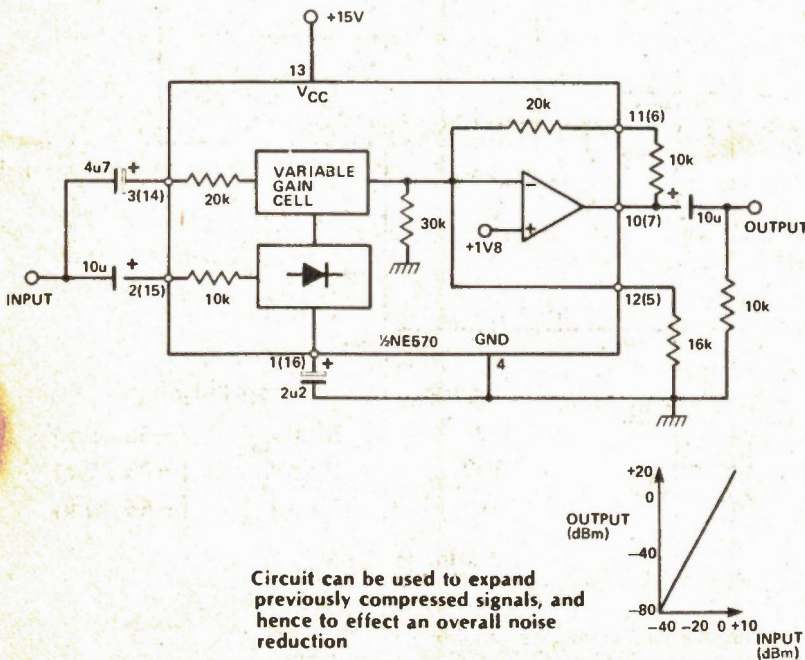 +15V
13
VCC
20k
11(6)
4u7
+
3(14)
20k
VARIABLE
GAIN
CELL
10k
+
30k
−
+
+1V8
10(7)
10u
OUTPUT
INPUT
10u
+
2(15)
10k
12(5)
16k
10k
1(16)
+
½NE570
GND
4
2u2
+20
0
OUTPUT
(dBm)
−40
−80
−40 −20 0 +10
INPUT
(dBm)
Circuit can be used to expand
previously compressed signals, and
hence to effect an overall noise
reduction